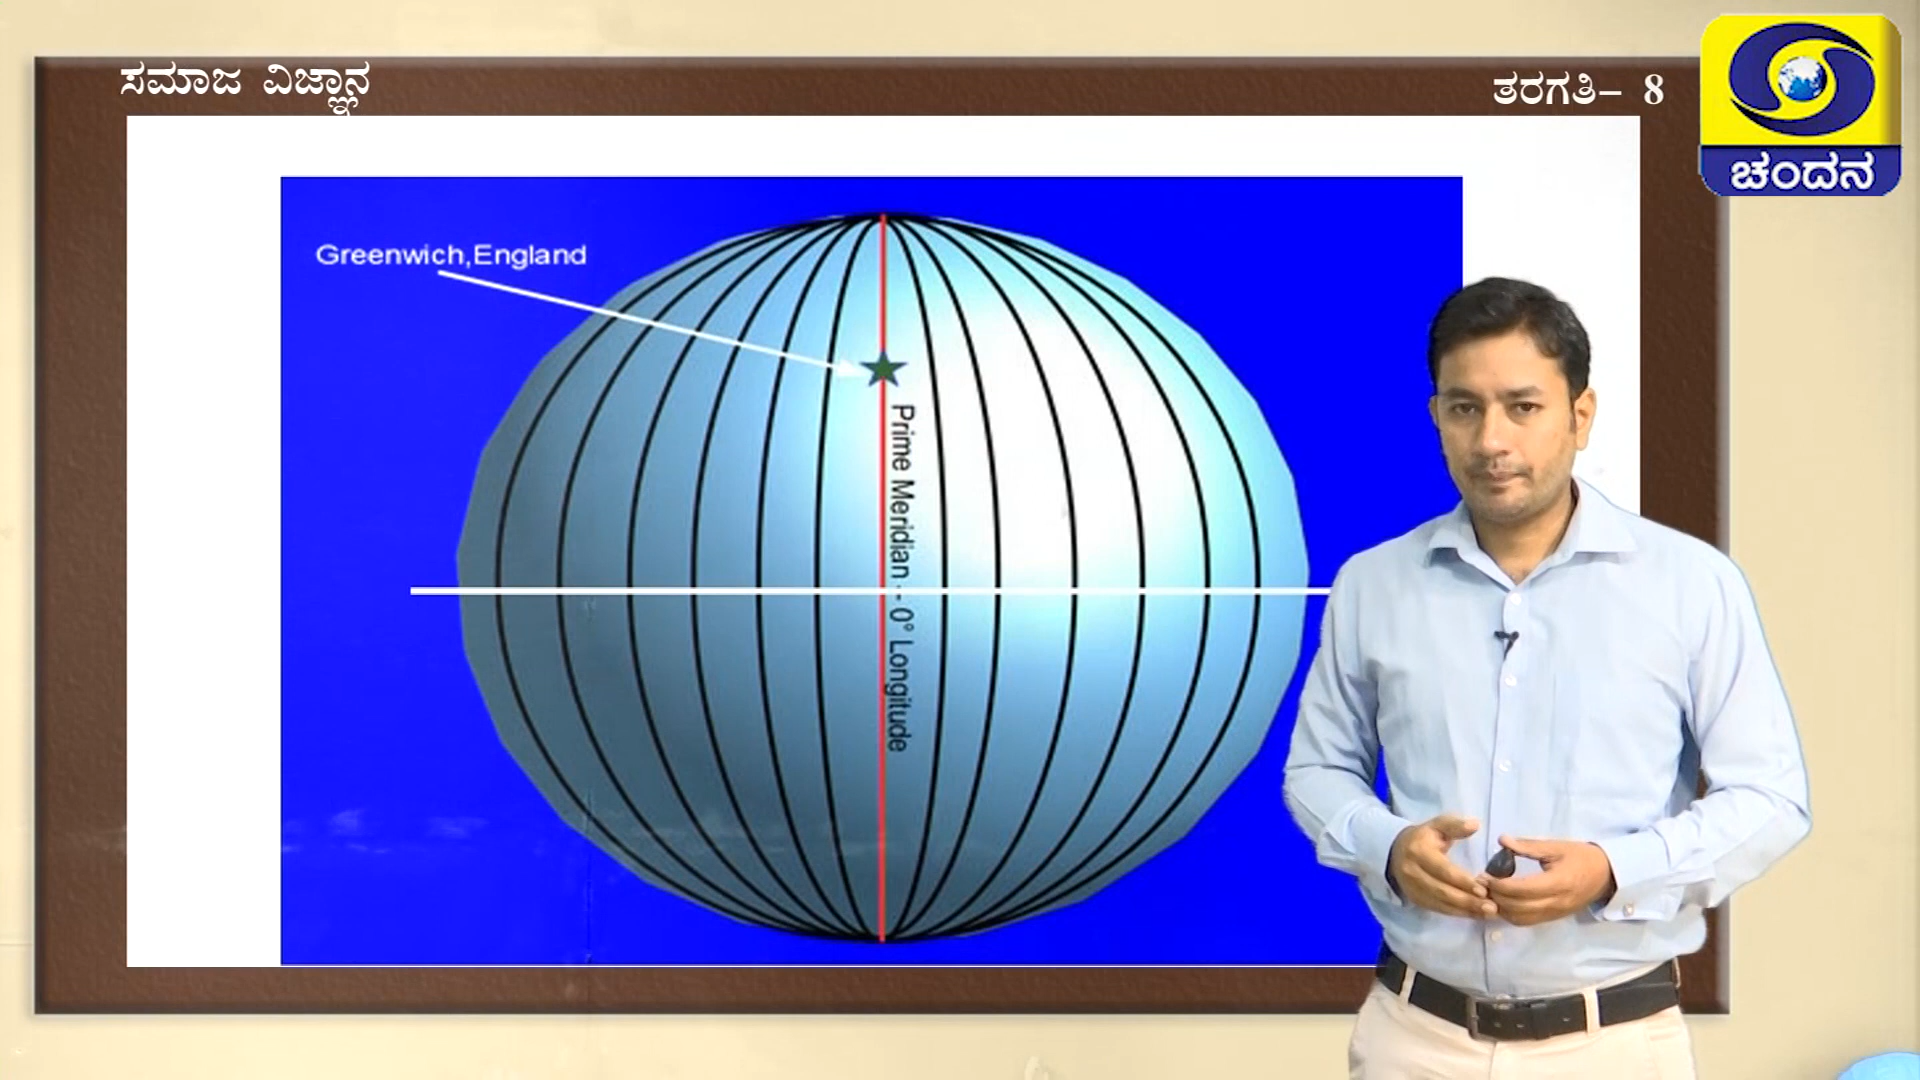 ಸಮಾಜ ವಿಜ್ಞಾನ
ತರಗತಿ– 8
ಚಂದನ
Greenwich,England
Prime Meridian - - 0° Longitude